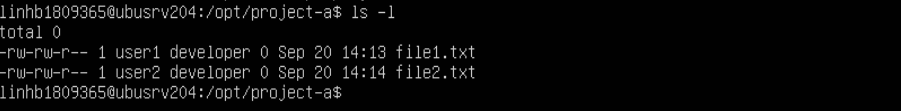 linhb1809365@ubusrv204:/opt/project-a$ ls -l
total 0
-rw-rw-r-- 1 user1 developer 0 Sep 20 14:13 file1.txt
-rw-rw-r-- 1 user2 developer 0 Sep 20 14:14 file2.txt
linhb1809365@ubusrv204:/opt/project-a$